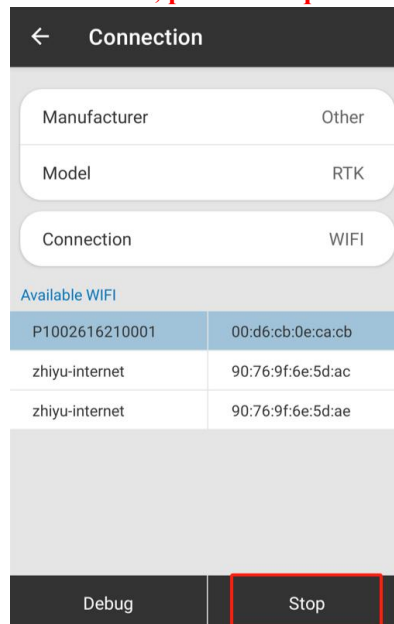 Connection
Manufacturer Other
Model RTK
Connection WIFI
Available WIFI
P1002616210001 00:d6:cb:0e:ca:cb
zhiyu-internet 90:76:9f:6e:5d:ac
zhiyu-internet 90:76:9f:6e:5d:ae
Debug Stop